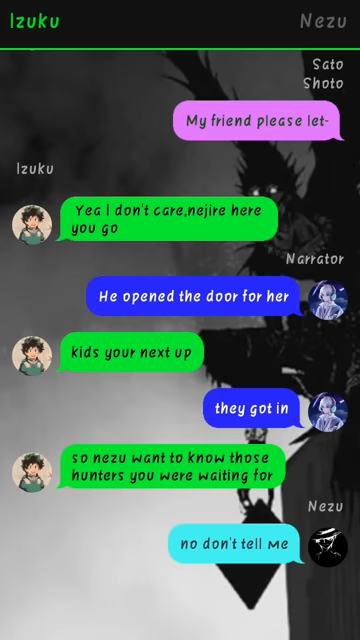 Izuku
Nezu
Sato
Shoto
My friend please let-
Izuku
Yea I don't care,nejire here
you go
Narrator
He opened the door for her
kids your next up
they got in
so nezu want to know those
hunters you were waiting for
Nezu
no don't tell me